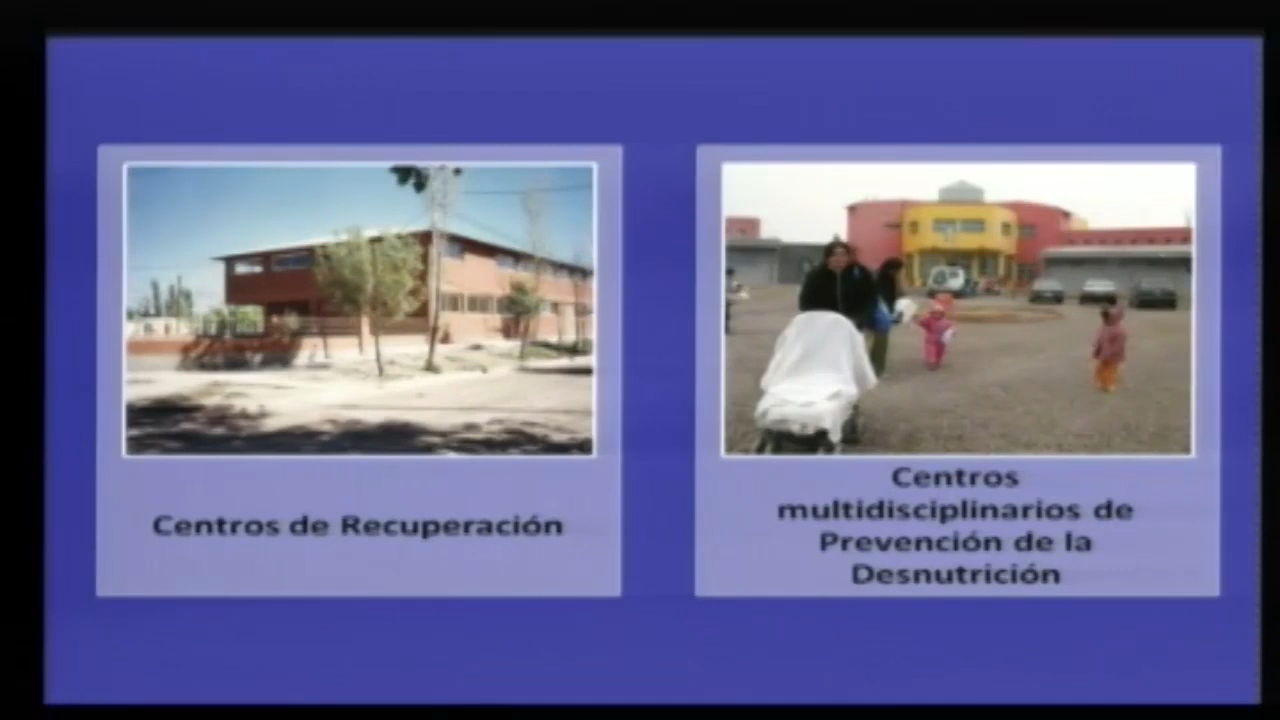 Centros de Recuperación
Centros
multidisciplinarios de
Prevención de la
Desnutrición